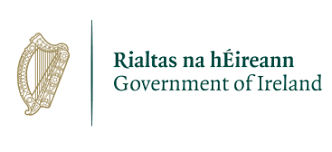 Rialtas na hÉireann
Government of Ireland